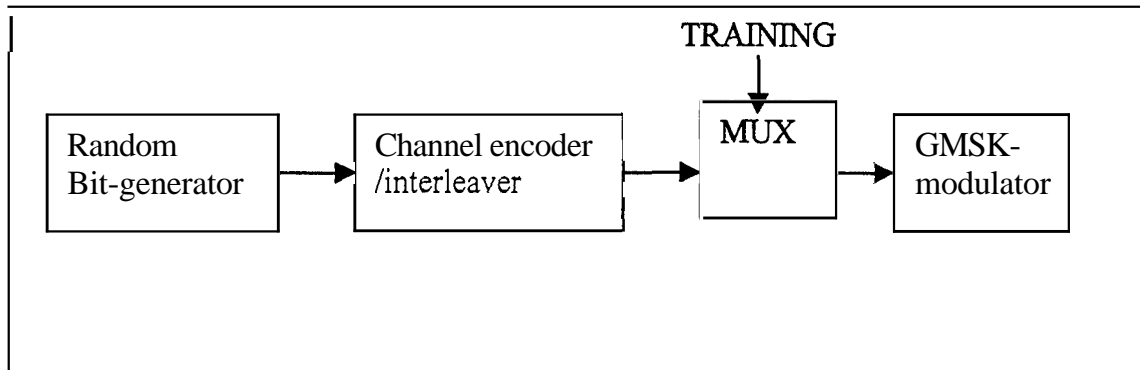 TRAINING
Random
Bit-generator
Channel encoder
/interleaver
MUX
GMSK-
modulator